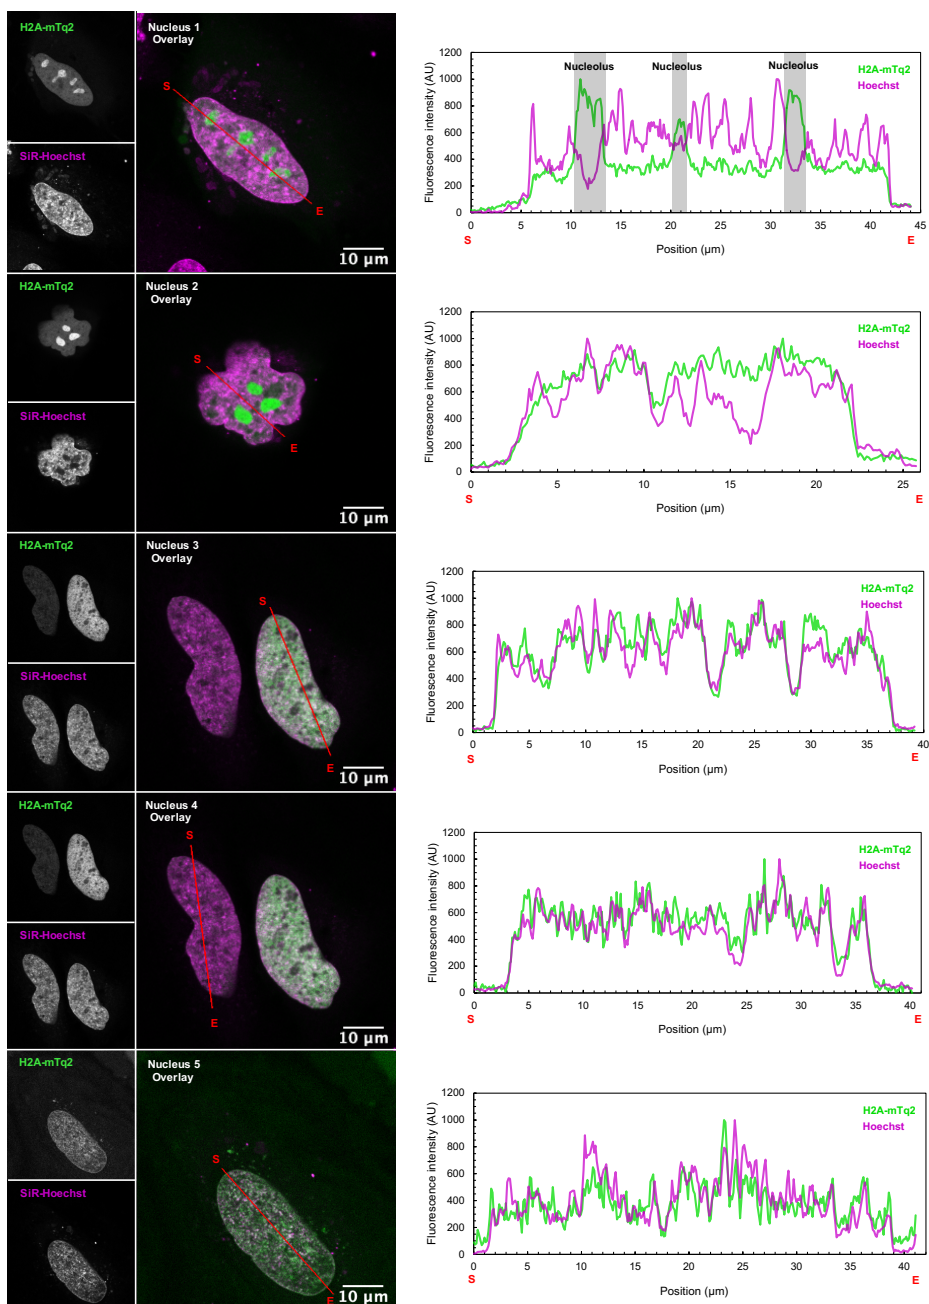 H2A-mTq2
Nucleus 1
Overlay
S
SiR-Hoechst
E
10 µm
Nucleolus Nucleolus Nucleolus
H2A-mTq2
Hoechst
Fluorescence intensity (AU)
1200
1000
800
600
400
200
0
0 5 10 15 20 25 30 35 40 45
S E
Position (µm)
H2A-mTq2
Nucleus 2
Overlay
S
SiR-Hoechst
E
10 µm
H2A-mTq2
Hoechst
Fluorescence intensity (AU)
1200
1000
800
600
400
200
0
0 5 10 15 20 25
S E
Position (µm)
H2A-mTq2
Nucleus 3
Overlay
S
SiR-Hoechst
E
10 µm
H2A-mTq2
Hoechst
Fluorescence intensity (AU)
1200
1000
800
600
400
200
0
0 5 10 15 20 25 30 35 40
S E
Position (µm)
H2A-mTq2
Nucleus 4
Overlay
S
SiR-Hoechst
E
10 µm
H2A-mTq2
Hoechst
Fluorescence intensity (AU)
1200
1000
800
600
400
200
0
0 5 10 15 20 25 30 35 40
S E
Position (µm)
H2A-mTq2
Nucleus 5
Overlay
S
SiR-Hoechst
E
10 µm
H2A-mTq2
Hoechst
Fluorescence intensity (AU)
1200
1000
800
600
400
200
0
0 5 10 15 20 25 30 35 40
S E
Position (µm)